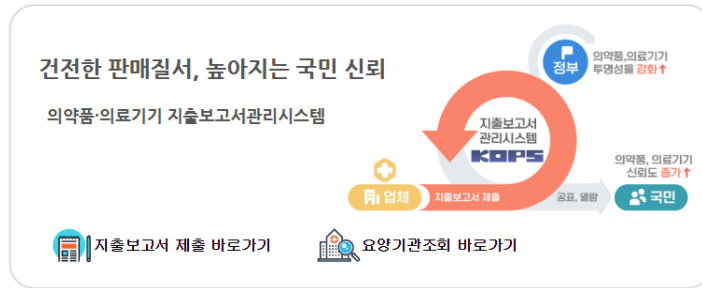 건전한 판매질서, 높아지는 국민 신뢰
의약품·의료기기 지출보고서관리시스템
정부
의약품,의료기기
투명성을 강화↑
지출보고서
관리시스템
KOPS
의약품, 의료기기
신뢰도 증가↑
업체
지출보고서 제출
공표, 열람
국민
지출보고서 제출 바로가기
요양기관조회 바로가기